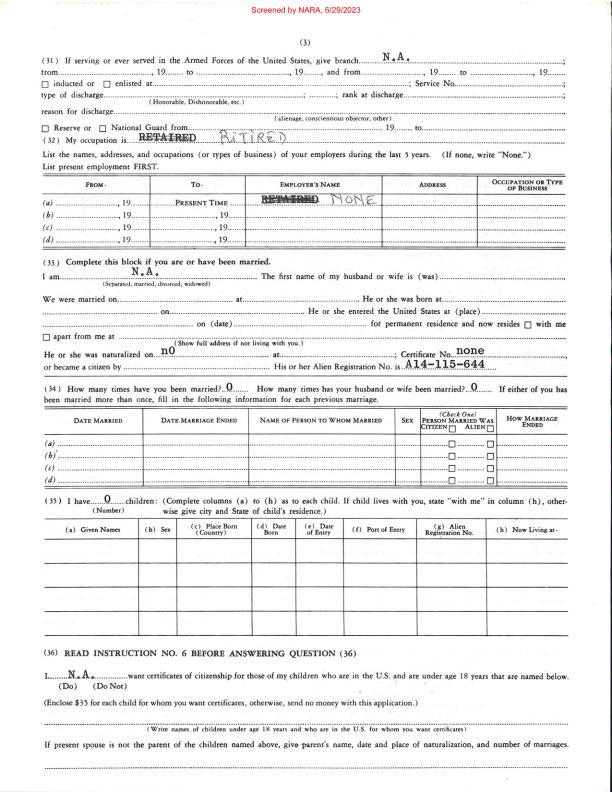 Screened by NARA, 6/29/2023
(3)
(31) If serving or ever served in the Armed Forces of the United States, give branch N.A. ;
from , 19 to , 19 , and from , 19 to , 19 ;
☐ inducted or ☐ enlisted at ; Service No. ;
type of discharge ; ; rank at discharge ;
(Honorable, Dishonorable, etc.)
reason for discharge
(alienage, conscientious objector, other)
☐ Reserve or ☐ National Guard from 19 to
(32) My occupation is RETAIRED RiTiRED
List the names, addresses, and occupations (or types of business) of your employers during the last 5 years. (If none, write "None.")
List present employment FIRST.
FROM- TO- EMPLOYER'S NAME ADDRESS OCCUPATION OR TYPE OF BUSINESS
(a) , 19 PRESENT TIME RETAIRED NONE
(b) , 19 , 19
(c) , 19 , 19
(d) , 19 , 19
(33) Complete this block if you are or have been married.
I am N.A. The first name of my husband or wife is (was)
(Separated, married, divorced, widowed)
We were married on at He or she was born at
on He or she entered the United States at (place)
on (date) for permanent residence and now resides ☐ with me
☐ apart from me at
(Show full address if not living with you.)
He or she was naturalized on n0 at ; Certificate No. none ,
or became a citizen by His or her Alien Registration No. is A14-115-644
(34) How many times have you been married? 0 How many times has your husband or wife been married? 0 If either of you has
been married more than once, fill in the following information for each previous marriage.
DATE MARRIED DATE MARRIAGE ENDED NAME OF PERSON TO WHOM MARRIED SEX (Check One) PERSON MARRIED WAS CITIZEN ☐ ALIEN ☐ HOW MARRIAGE ENDED
(a) ☐ ☐
(b) ☐ ☐
(c) ☐ ☐
(d) ☐ ☐
(35) I have 0 children: (Complete columns (a) to (h) as to each child. If child lives with you, state "with me" in column (h), other-
(Number) wise give city and State of child's residence.)
(a) Given Names (b) Sex (c) Place Born (Country) (d) Date Born (e) Date of Entry (f) Port of Entry (g) Alien Registration No. (h) Now Living at-
(36) READ INSTRUCTION NO. 6 BEFORE ANSWERING QUESTION (36)
I N.A. want certificates of citizenship for those of my children who are in the U.S. and are under age 18 years that are named below.
(Do) (Do Not)
(Enclose $35 for each child for whom you want certificates, otherwise, send no money with this application.)
(Write names of children under age 18 years and who are in the U.S. for whom you want certificates)
If present spouse is not the parent of the children named above, give parent's name, date and place of naturalization, and number of marriages.